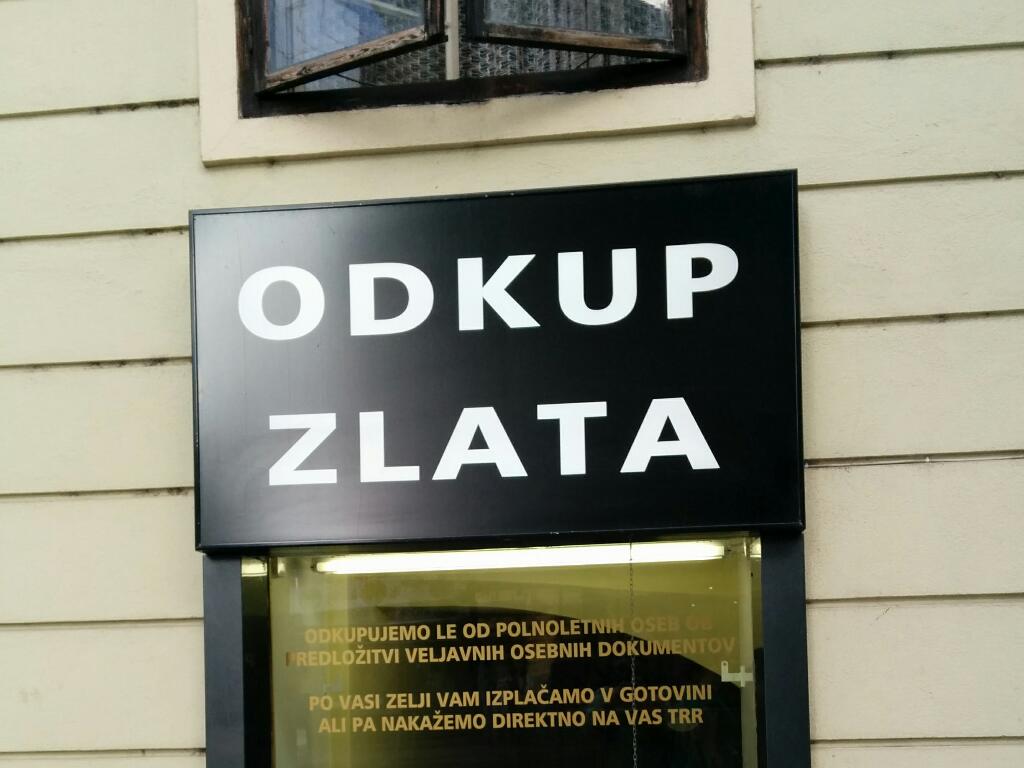 ODKUP
ZLATA
ODKUPUJEMO LE OD POLNOLETNIH OSEB OB
PREDLOŽITVI VELJAVNIH OSEBNIH DOKUMENTOV
PO VASI ZELJI VAM IZPLAČAMO V GOTOVINI
ALI PA NAKAŽEMO DIREKTNO NA VAS TRR